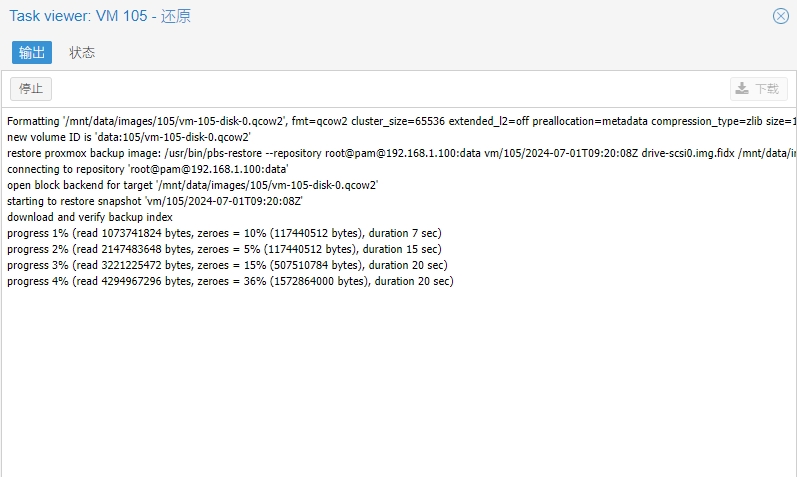 Task viewer: VM 105 - 还原
输出 状态
停止 下载
Formatting '/mnt/data/images/105/vm-105-disk-0.qcow2', fmt=qcow2 cluster_size=65536 extended_l2=off preallocation=metadata compression_type=zlib size=1
new volume ID is 'data:105/vm-105-disk-0.qcow2'
restore proxmox backup image: /usr/bin/pbs-restore --repository root@pam@192.168.1.100:data vm/105/2024-07-01T09:20:08Z drive-scsi0.img.fidx /mnt/data/i
connecting to repository 'root@pam@192.168.1.100:data'
open block backend for target '/mnt/data/images/105/vm-105-disk-0.qcow2'
starting to restore snapshot 'vm/105/2024-07-01T09:20:08Z'
download and verify backup index
progress 1% (read 1073741824 bytes, zeroes = 10% (117440512 bytes), duration 7 sec)
progress 2% (read 2147483648 bytes, zeroes = 5% (117440512 bytes), duration 15 sec)
progress 3% (read 3221225472 bytes, zeroes = 15% (507510784 bytes), duration 20 sec)
progress 4% (read 4294967296 bytes, zeroes = 36% (1572864000 bytes), duration 20 sec)